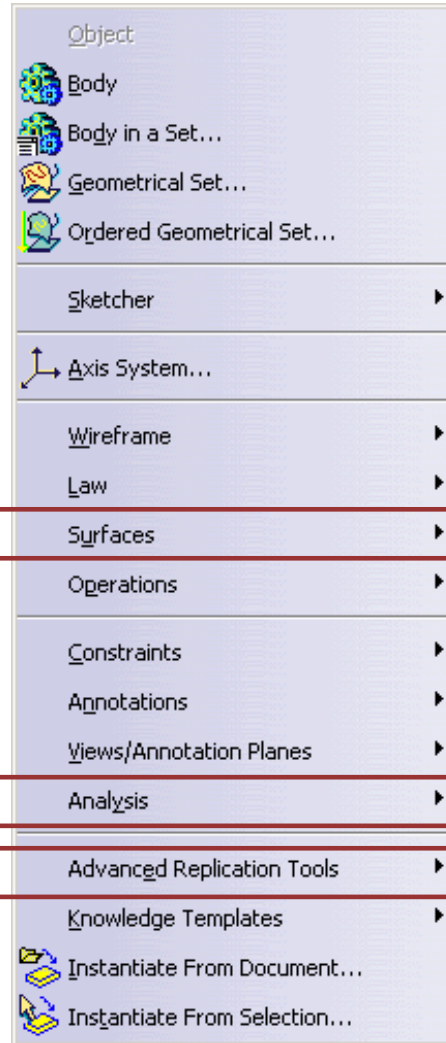 Object
Body
Body in a Set...
Geometrical Set...
Ordered Geometrical Set...
Sketcher
Axis System...
Wireframe
Law
Surfaces
Operations
Constraints
Annotations
Views/Annotation Planes
Analysis
Advanced Replication Tools
Knowledge Templates
Instantiate From Document...
Instantiate From Selection...